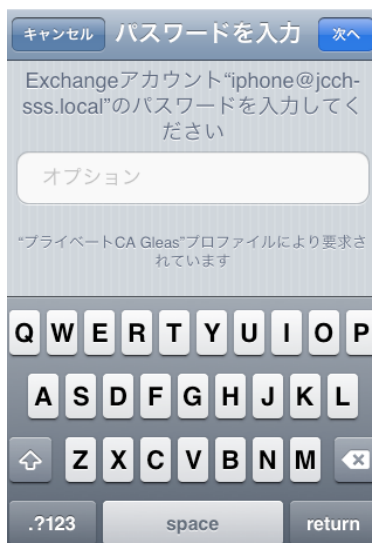 キャンセル パスワードを入力 次へ
Exchangeアカウント“iphone@jcch-
sss.local”のパスワードを入力してく
ださい
オプション
“プライベートCA Gleas”プロファイルにより要求さ
れています
Q W E R T Y U I O P
A S D F G H J K L
Z X C V B N M
.?123 space return